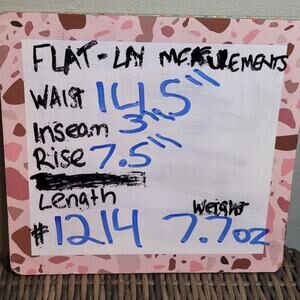 FLAT-LAY MEASUREMENTS
WAIST 14.5"
Inseam 3"
Rise 7.5"
Length
Weight
#1214 7.7oz